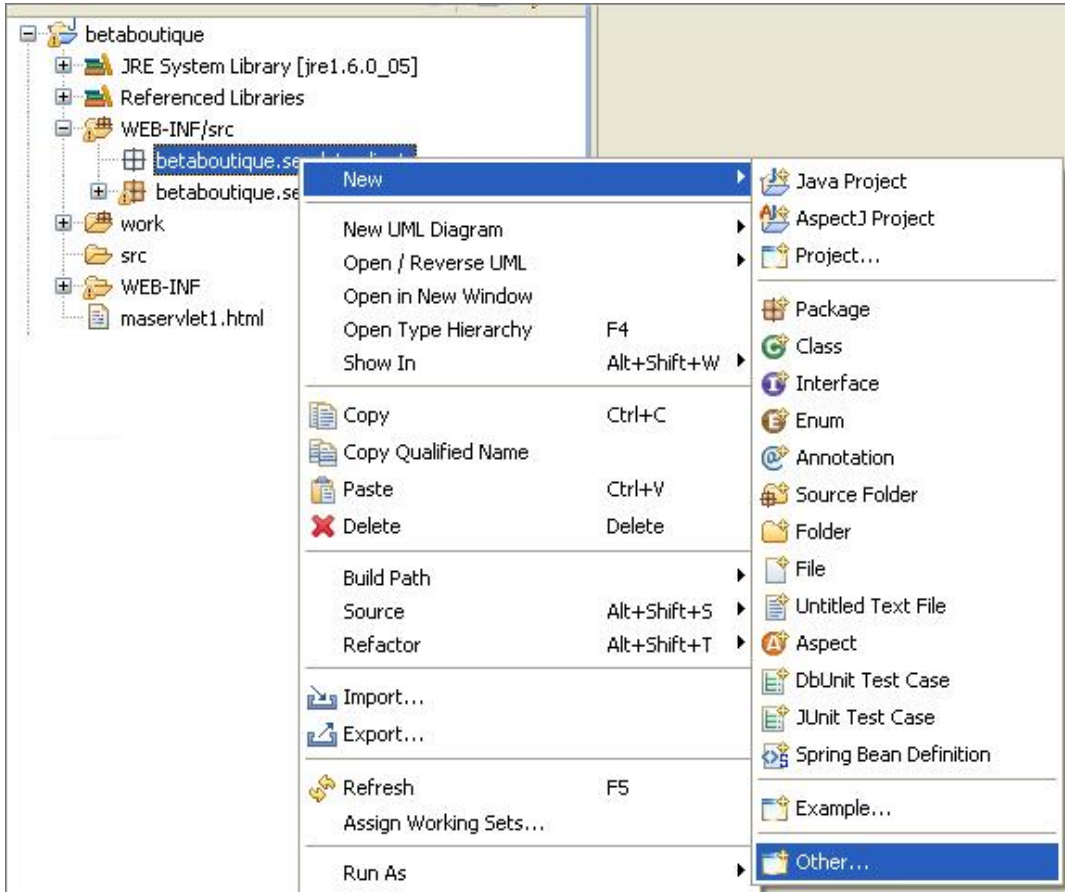 betaboutique
JRE System Library [jre1.6.0_05]
Referenced Libraries
WEB-INF/src
betaboutique.se
betaboutique.se
work
src
WEB-INF
maservlet1.html
New
New UML Diagram
Open / Reverse UML
Open in New Window
Open Type Hierarchy F4
Show In Alt+Shift+W
Copy Ctrl+C
Copy Qualified Name
Paste Ctrl+V
Delete Delete
Build Path
Source Alt+Shift+S
Refactor Alt+Shift+T
Import...
Export...
Refresh F5
Assign Working Sets...
Run As
Java Project
AspectJ Project
Project...
Package
Class
Interface
Enum
Annotation
Source Folder
Folder
File
Untitled Text File
Aspect
DbUnit Test Case
JUnit Test Case
Spring Bean Definition
Example...
Other...